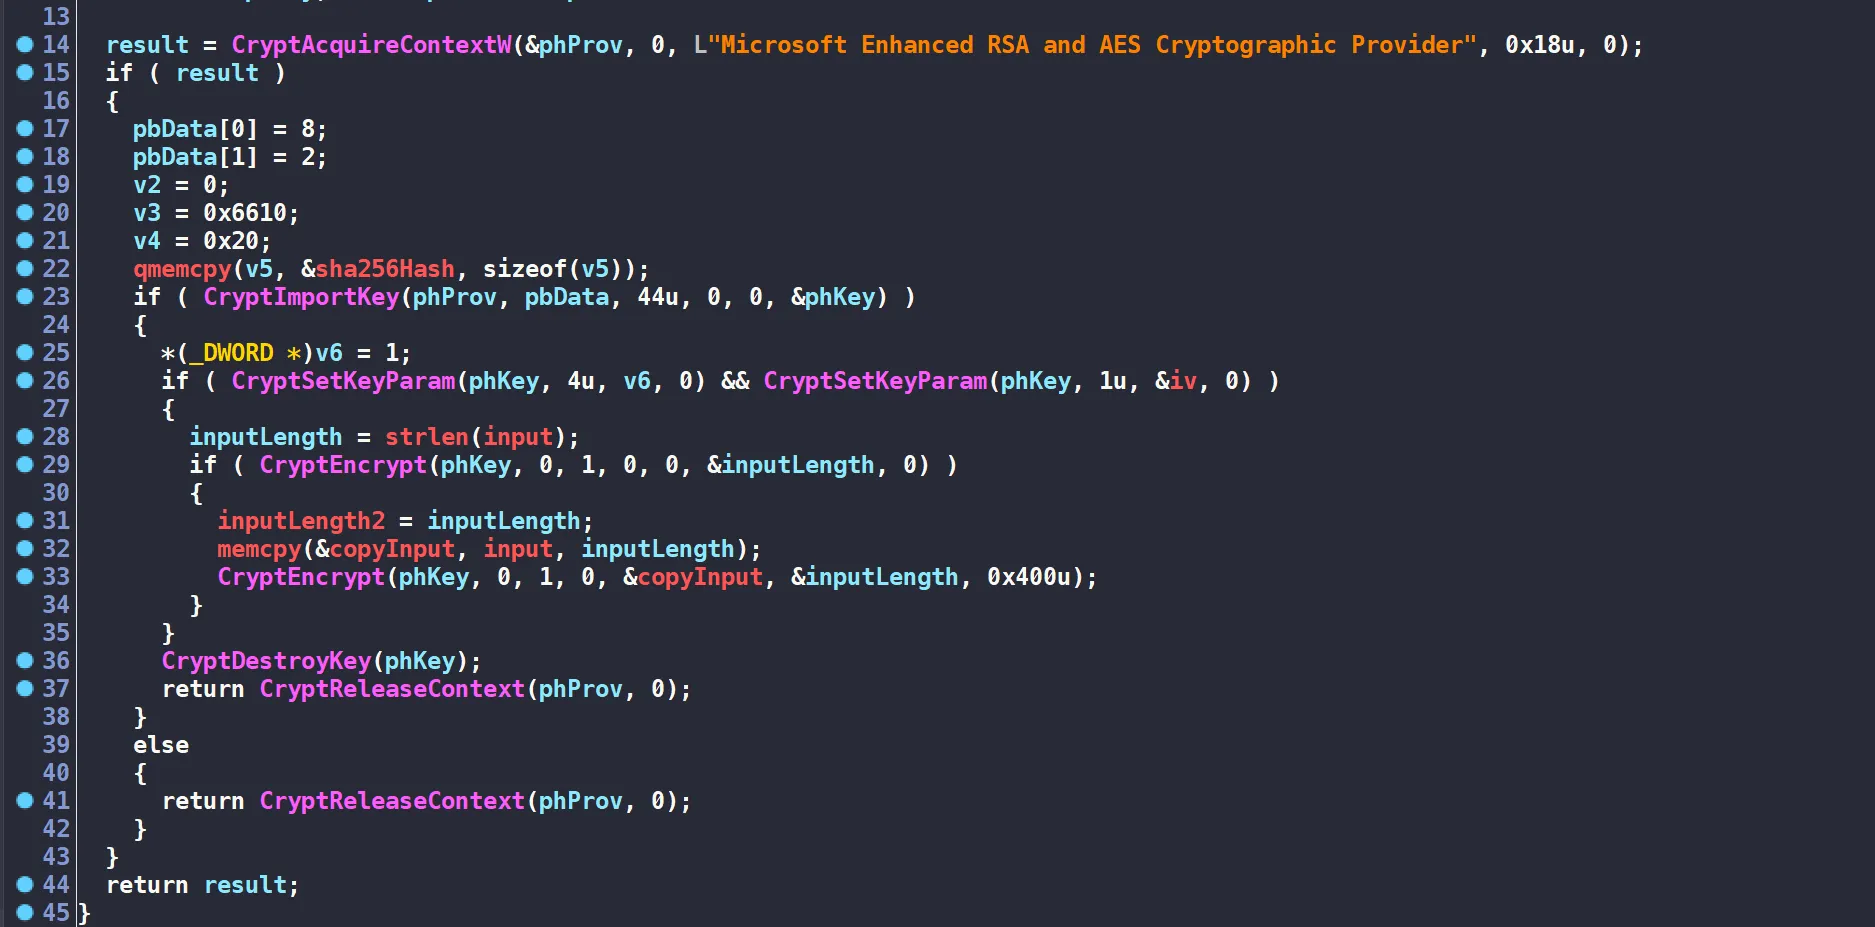 13
14 result = CryptAcquireContextW(&phProv, 0, L"Microsoft Enhanced RSA and AES Cryptographic Provider", 0x18u, 0);
15 if ( result )
16 {
17 pbData[0] = 8;
18 pbData[1] = 2;
19 v2 = 0;
20 v3 = 0x6610;
21 v4 = 0x20;
22 qmemcpy(v5, &sha256Hash, sizeof(v5));
23 if ( CryptImportKey(phProv, pbData, 44u, 0, 0, &phKey) )
24 {
25 *(_DWORD *)v6 = 1;
26 if ( CryptSetKeyParam(phKey, 4u, v6, 0) && CryptSetKeyParam(phKey, 1u, &iv, 0) )
27 {
28 inputLength = strlen(input);
29 if ( CryptEncrypt(phKey, 0, 1, 0, 0, &inputLength, 0) )
30 {
31 inputLength2 = inputLength;
32 memcpy(&copyInput, input, inputLength);
33 CryptEncrypt(phKey, 0, 1, 0, &copyInput, &inputLength, 0x400u);
34 }
35 }
36 CryptDestroyKey(phKey);
37 return CryptReleaseContext(phProv, 0);
38 }
39 else
40 {
41 return CryptReleaseContext(phProv, 0);
42 }
43 }
44 return result;
45 }